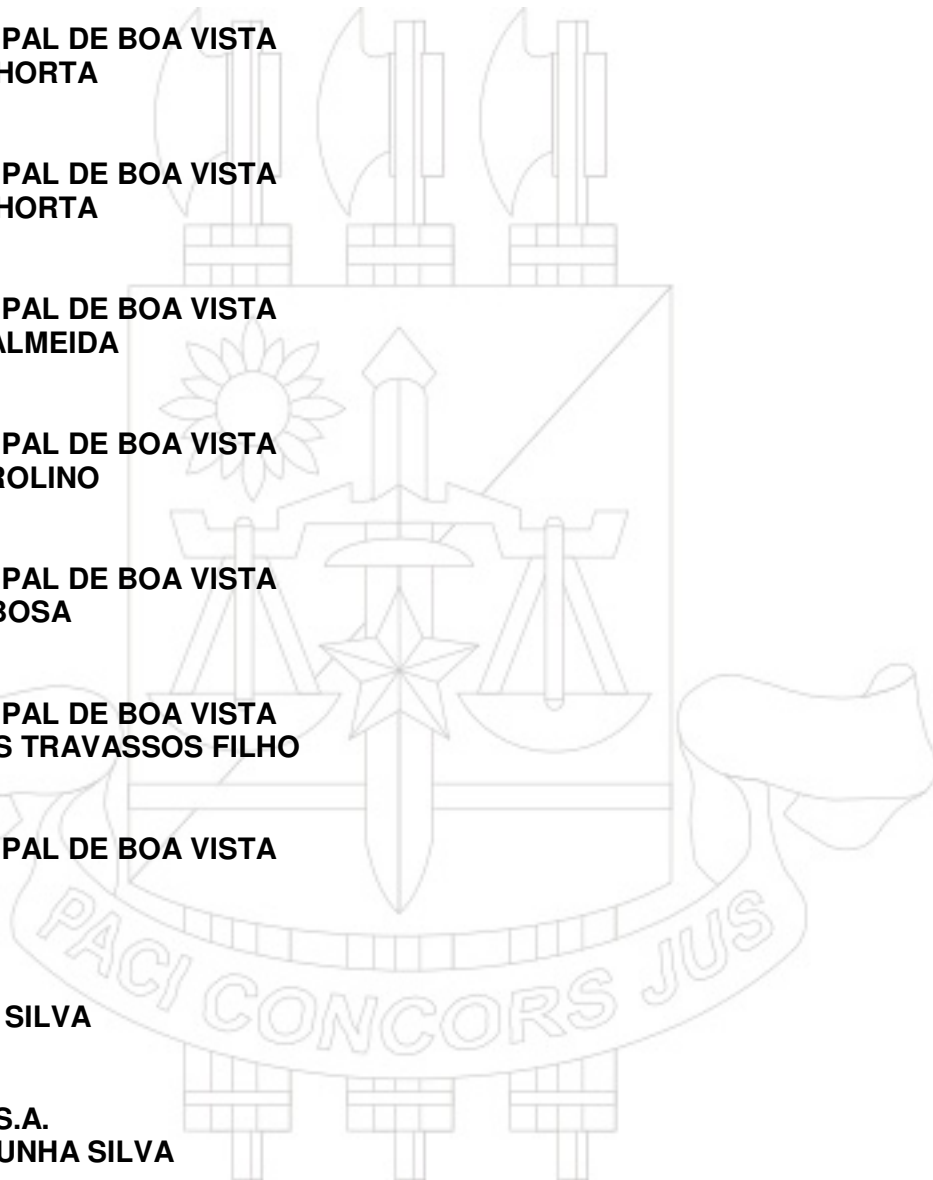 PAL DE BOA VISTA
HORTA
PAL DE BOA VISTA
HORTA
PAL DE BOA VISTA
ALMEIDA
PAL DE BOA VISTA
ROLINO
PAL DE BOA VISTA
BOSA
PAL DE BOA VISTA
S TRAVASSOS FILHO
PAL DE BOA VISTA
PACI CONCORS JUS
SILVA
S.A.
UNHA SILVA